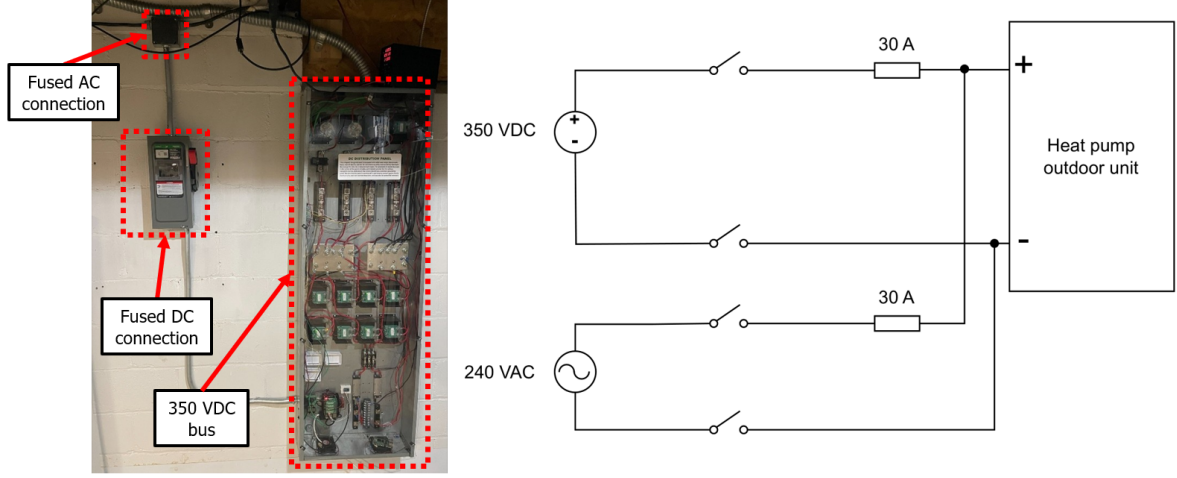 Fused AC
connection
Fused DC
connection
350 VDC
bus
DC DISTRIBUTION PANEL
30 A
350 VDC
+
-
+
-
Heat pump
outdoor unit
30 A
240 VAC